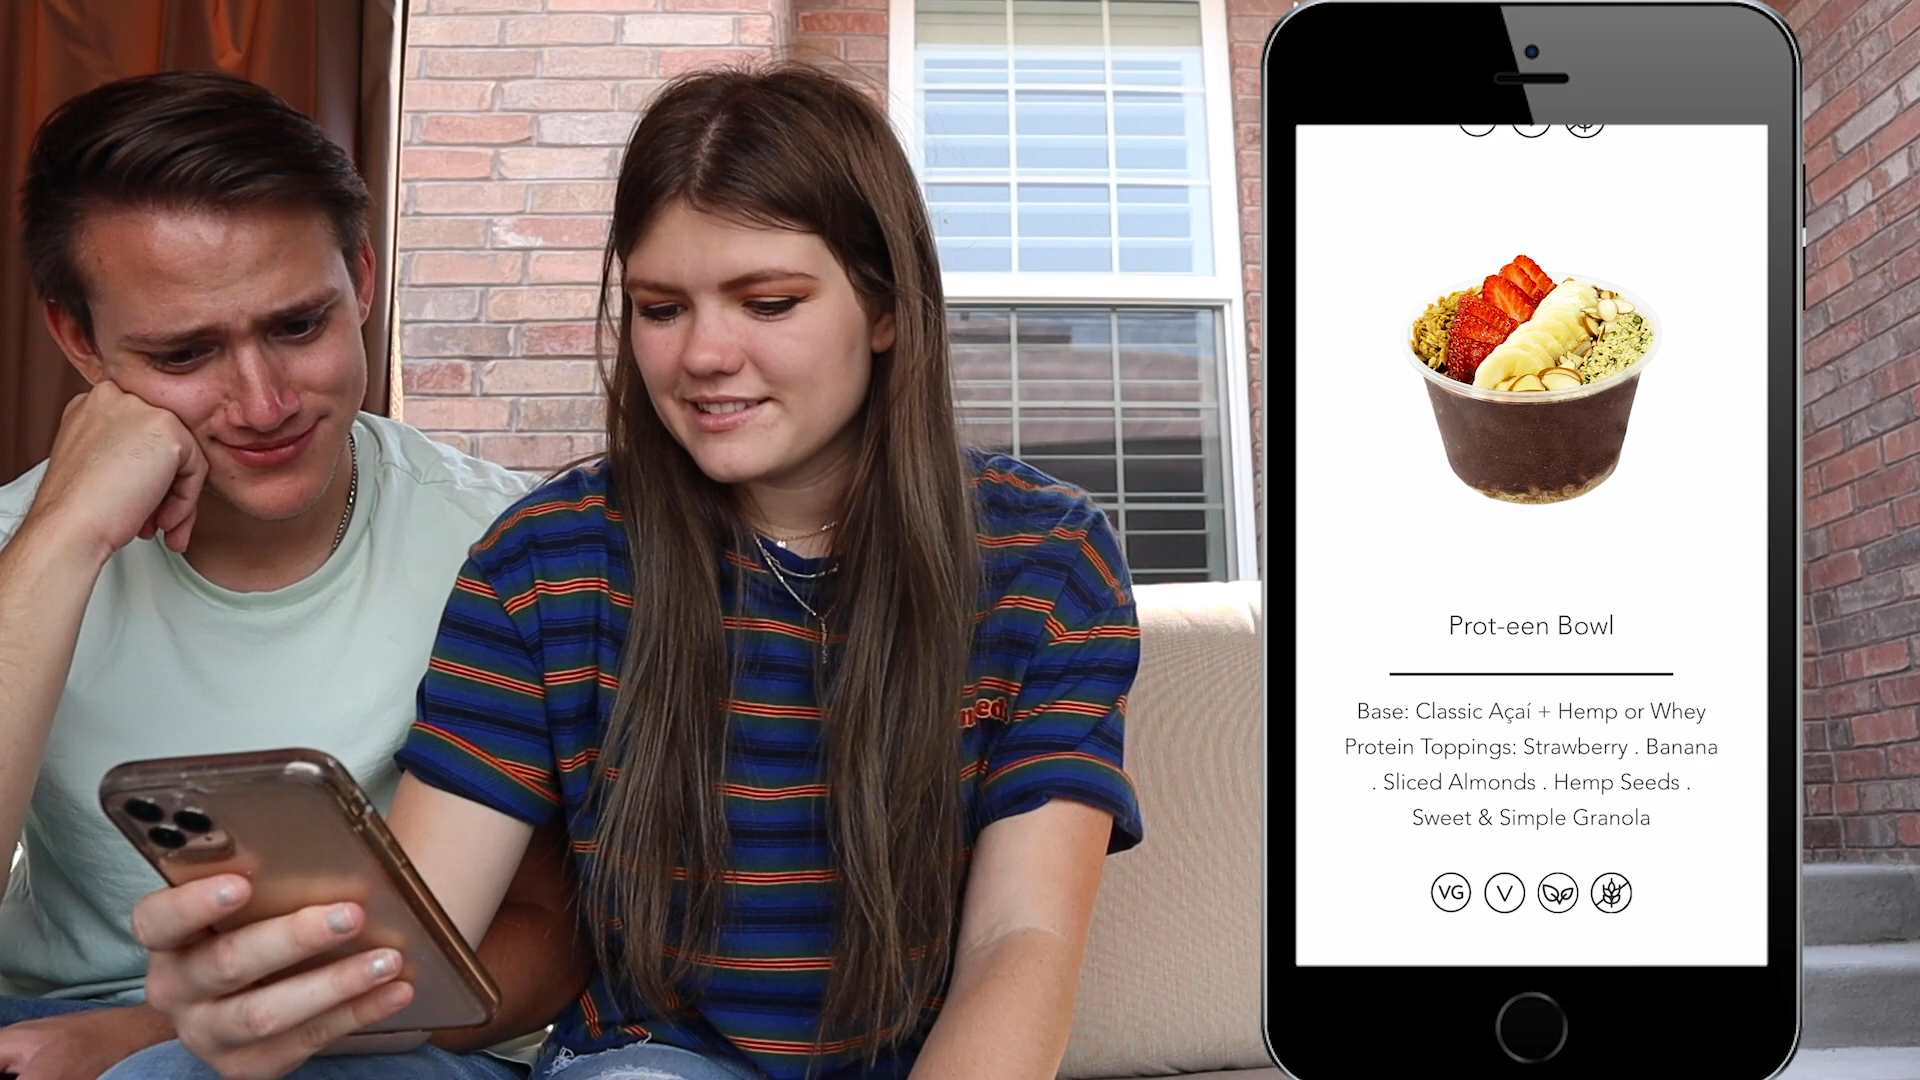 Prot-een Bowl
Base: Classic Açaí + Hemp or Whey
Protein Toppings: Strawberry . Banana
. Sliced Almonds . Hemp Seeds .
Sweet & Simple Granola
VG V